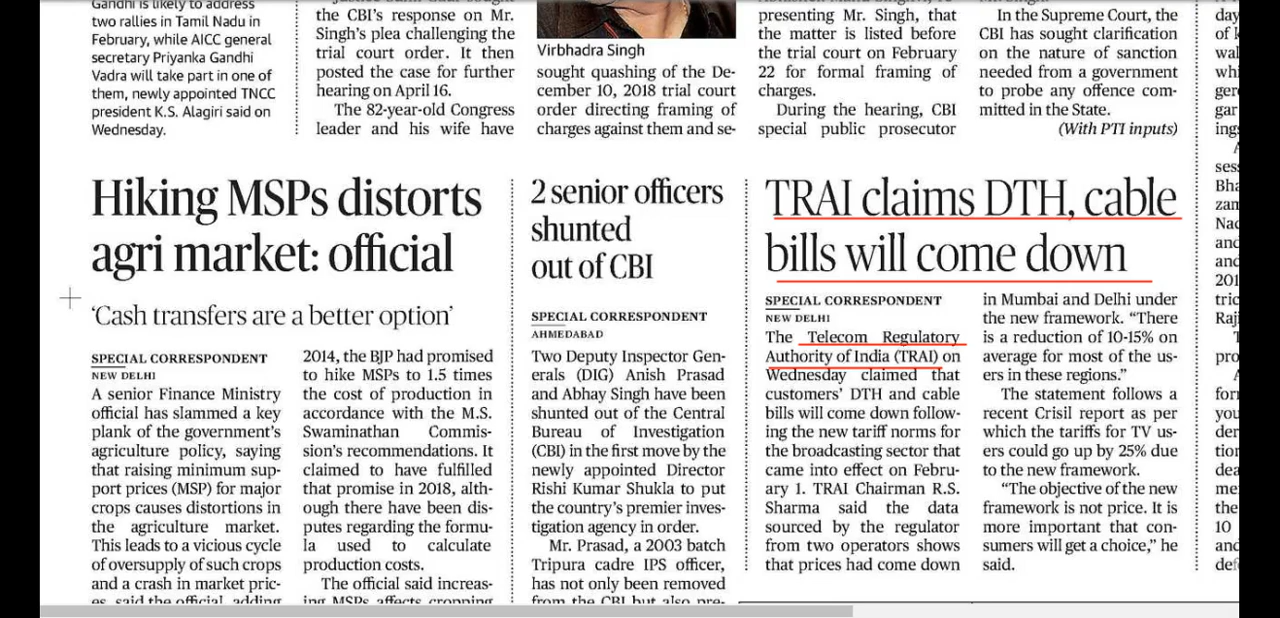 Gandhi is likely to address
two rallies in Tamil Nadu in
February, while AICC general
secretary Priyanka Gandhi
Vadra will take part in one of
them, newly appointed TNCC
president K.S. Alagiri said on
Wednesday.
the CBI's response on Mr.
Singh's plea challenging the
trial court order. It then
posted the case for further
hearing on April 16.
The 82-year-old Congress
leader and his wife have
Virbhadra Singh
sought quashing of the De-
cember 10, 2018 trial court
order directing framing of
charges against them and se-
presenting Mr. Singh, that
the matter is listed before
the trial court on February
22 for formal framing of
charges.
During the hearing, CBI
special public prosecutor
In the Supreme Court, the
CBI has sought clarification
on the nature of sanction
needed from a government
to probe any offence com-
mitted in the State.
(With PTI inputs)
Hiking MSPs distorts
agri market: official
'Cash transfers are a better option'
SPECIAL CORRESPONDENT
NEW DELHI
A senior Finance Ministry
official has slammed a key
plank of the government's
agriculture policy, saying
that raising minimum sup-
port prices (MSP) for major
crops causes distortions in
the agriculture market.
This leads to a vicious cycle
of oversupply of such crops
and a crash in market pric-
es, said the official, adding
2014, the BJP had promised
to hike MSPs to 1.5 times
the cost of production in
accordance with the M.S.
Swaminathan Commis-
sion's recommendations. It
claimed to have fulfilled
that promise in 2018, alth-
ough there have been dis-
putes regarding the formu-
la used to calculate
production costs.
The official said increas-
ing MSPs affects cropping
2 senior officers
shunted
out of CBI
SPECIAL CORRESPONDENT
AHMEDABAD
Two Deputy Inspector Gen-
erals (DIG) Anish Prasad
and Abhay Singh have been
shunted out of the Central
Bureau of Investigation
(CBI) in the first move by the
newly appointed Director
Rishi Kumar Shukla to put
the country's premier inves-
tigation agency in order.
Mr. Prasad, a 2003 batch
Tripura cadre IPS officer,
has not only been removed
from the CBI but also pre-
TRAI claims DTH, cable
bills will come down
SPECIAL CORRESPONDENT
NEW DELHI
The Telecom Regulatory
Authority of India (TRAI) on
Wednesday claimed that
customers' DTH and cable
bills will come down follow-
ing the new tariff norms for
the broadcasting sector that
came into effect on Febru-
ary 1. TRAI Chairman R.S.
Sharma said the data
sourced by the regulator
from two operators shows
that prices had come down
in Mumbai and Delhi under
the new framework. "There
is a reduction of 10-15% on
average for most of the us-
ers in these regions."
The statement follows a
recent Crisil report as per
which the tariffs for TV us-
ers could go up by 25% due
to the new framework.
"The objective of the new
framework is not price. It is
more important that con-
sumers will get a choice," he
said.